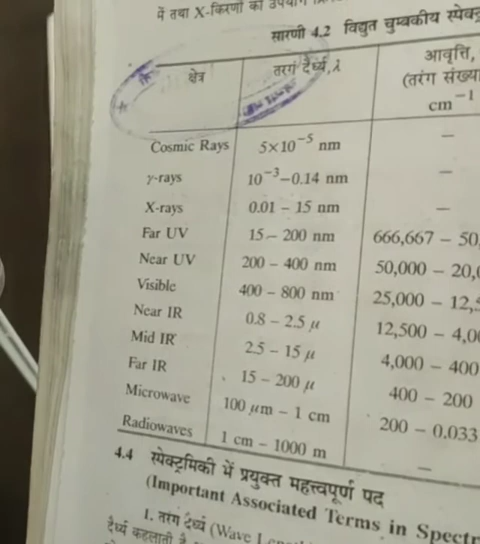 में तथा X-किरणों का उपयोग
सारणी 4.2 विद्युत चुम्बकीय
क्षेत्र तरंग दैर्ध्य, λ आवृत्ति,
(तरंग संख्या
cm⁻¹
Cosmic Rays 5×10⁻⁵ nm —
γ-rays 10⁻³–0.14 nm —
X-rays 0.01 – 15 nm —
Far UV 15 – 200 nm 666,667 – 50,
Near UV 200 – 400 nm 50,000 – 20,
Visible 400 – 800 nm 25,000 – 12,
Near IR 0.8 – 2.5 μ 12,500 – 4,0
Mid IR 2.5 – 15 μ 4,000 – 400
Far IR 15 – 200 μ 400 – 200
Microwave 100 μm – 1 cm 200 – 0.033
Radiowaves 1 cm – 1000 m —
4.4 स्पेक्ट्रमिकी में प्रयुक्त महत्त्वपूर्ण पद
(Important Associated Terms in Spectr
1. तरंग दैर्ध्य (Wave
दैर्ध्य कहलाती है